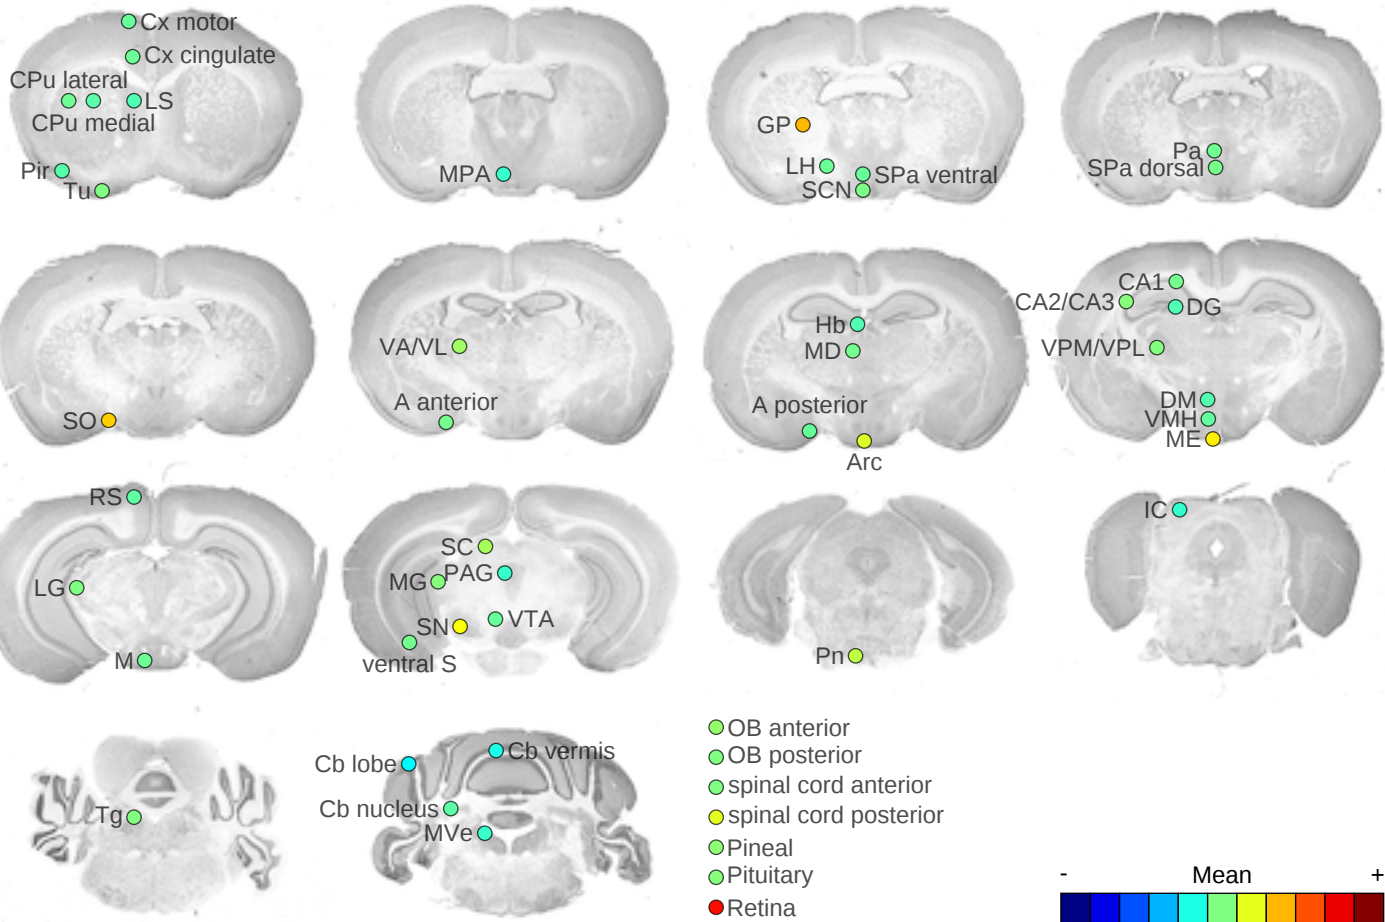 Cx motor
Cx cingulate
CPu lateral
LS
CPu medial
Pir
Tu
MPA
GP
LH
SPa ventral
SCN
Pa
SPa dorsal
SO
VA/VL
A anterior
Hb
MD
A posterior
Arc
CA1
CA2/CA3
DG
VPM/VPL
DM
VMH
ME
RS
LG
M
SC
MG
PAG
SN
VTA
ventral S
Pn
IC
Tg
Cb lobe
Cb vermis
Cb nucleus
MVe
OB anterior
OB posterior
spinal cord anterior
spinal cord posterior
Pineal
Pituitary
Retina
- Mean +